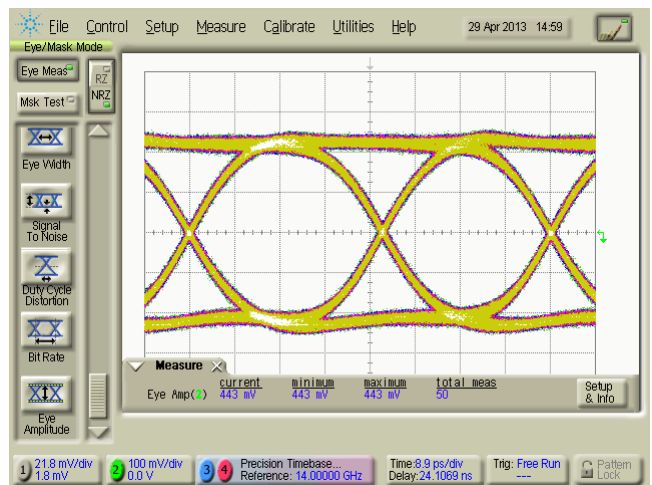 File Control Setup Measure Calibrate Utilities Help 29 Apr 2013 14:59
Eye/Mask Mode
Eye Meas
RZ
NRZ
Msk Test
Eye Width
Signal
To Noise
Duty Cycle
Distortion
Bit Rate
Eye
Amplitude
Measure
current minimum maximum total meas
Eye Amp(2) 443 mV 443 mV 443 mV 50
Setup
& Info
1 21.8 mV/div
1.8 mV
2 100 mV/div
0.0 V
3 4 Precision Timebase...
Reference: 14.00000 GHz
Time:8.9 ps/div
Delay:24.1069 ns
Trig: Free Run
---
Pattern
Lock